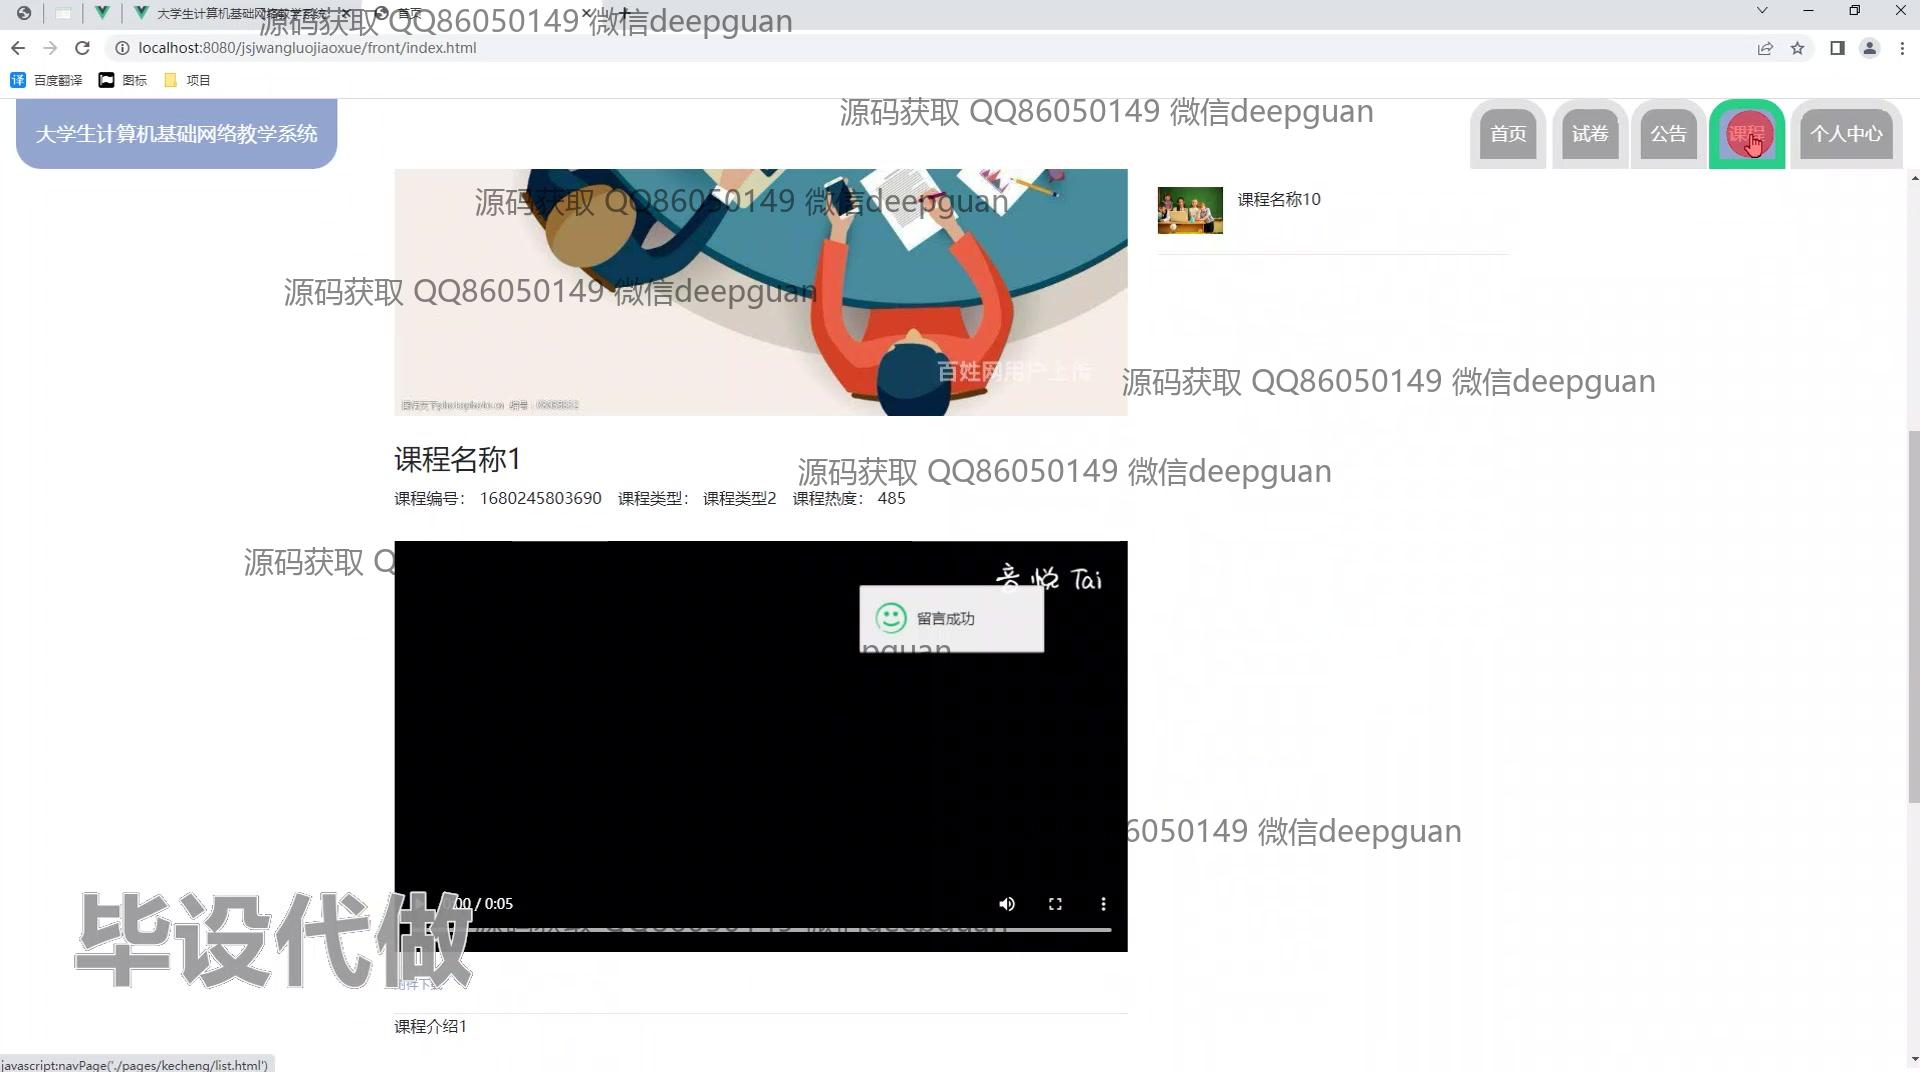 大学生计算机基础网络教学系统
首页
源码获取 QQ86050149 微信deepguan
localhost:8080/jsjwangluojiaoxue/front/index.html
译 百度翻译 图标 项目
源码获取 QQ86050149 微信deepguan
大学生计算机基础网络教学系统
首页 试卷 公告 课程 个人中心
源码获取 QQ86050149 微信deepguan
课程名称10
源码获取 QQ86050149 微信deepguan
百姓网用户上传
源码获取 QQ86050149 微信deepguan
课程名称1
源码获取 QQ86050149 微信deepguan
课程编号： 1680245803690 课程类型： 课程类型2 课程热度： 485
源码获取 Q
音悦Tai
留言成功
pguan
6050149 微信deepguan
00 / 0:05
毕设代做
附件下载
课程介绍1
javascript:navPage('./pages/kecheng/list.html')